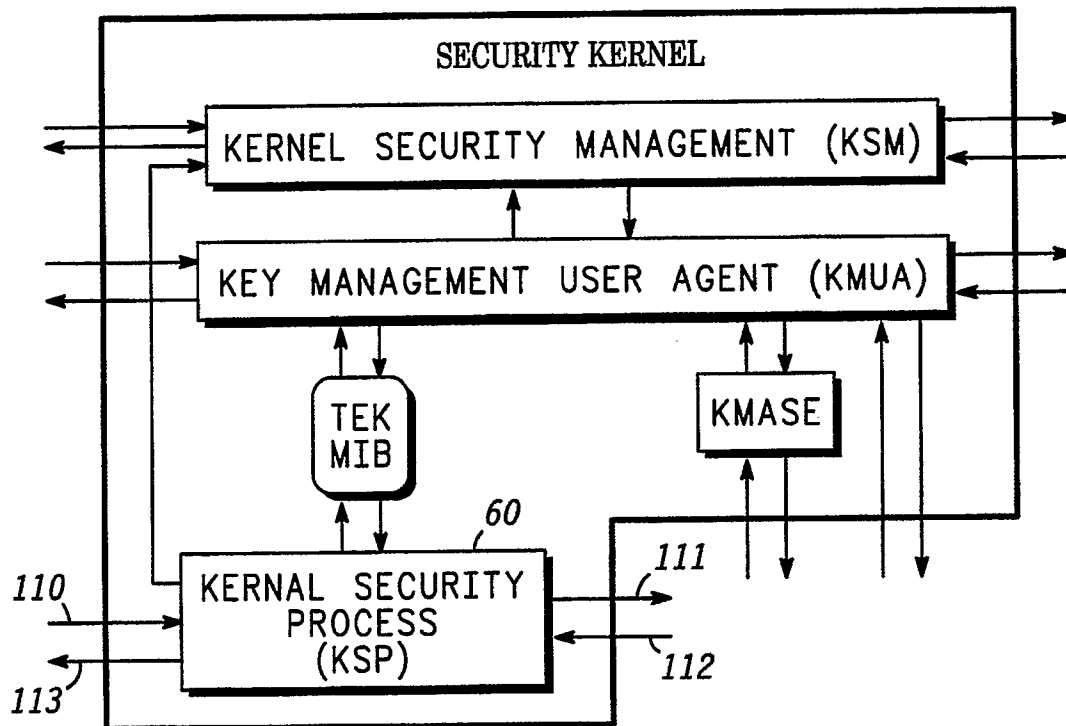 SECURITY KERNEL
KERNEL SECURITY MANAGEMENT (KSM)
KEY MANAGEMENT USER AGENT (KMUA)
TEK
MIB
KMASE
60
KERNAL SECURITY
PROCESS
(KSP)
110
111
112
113